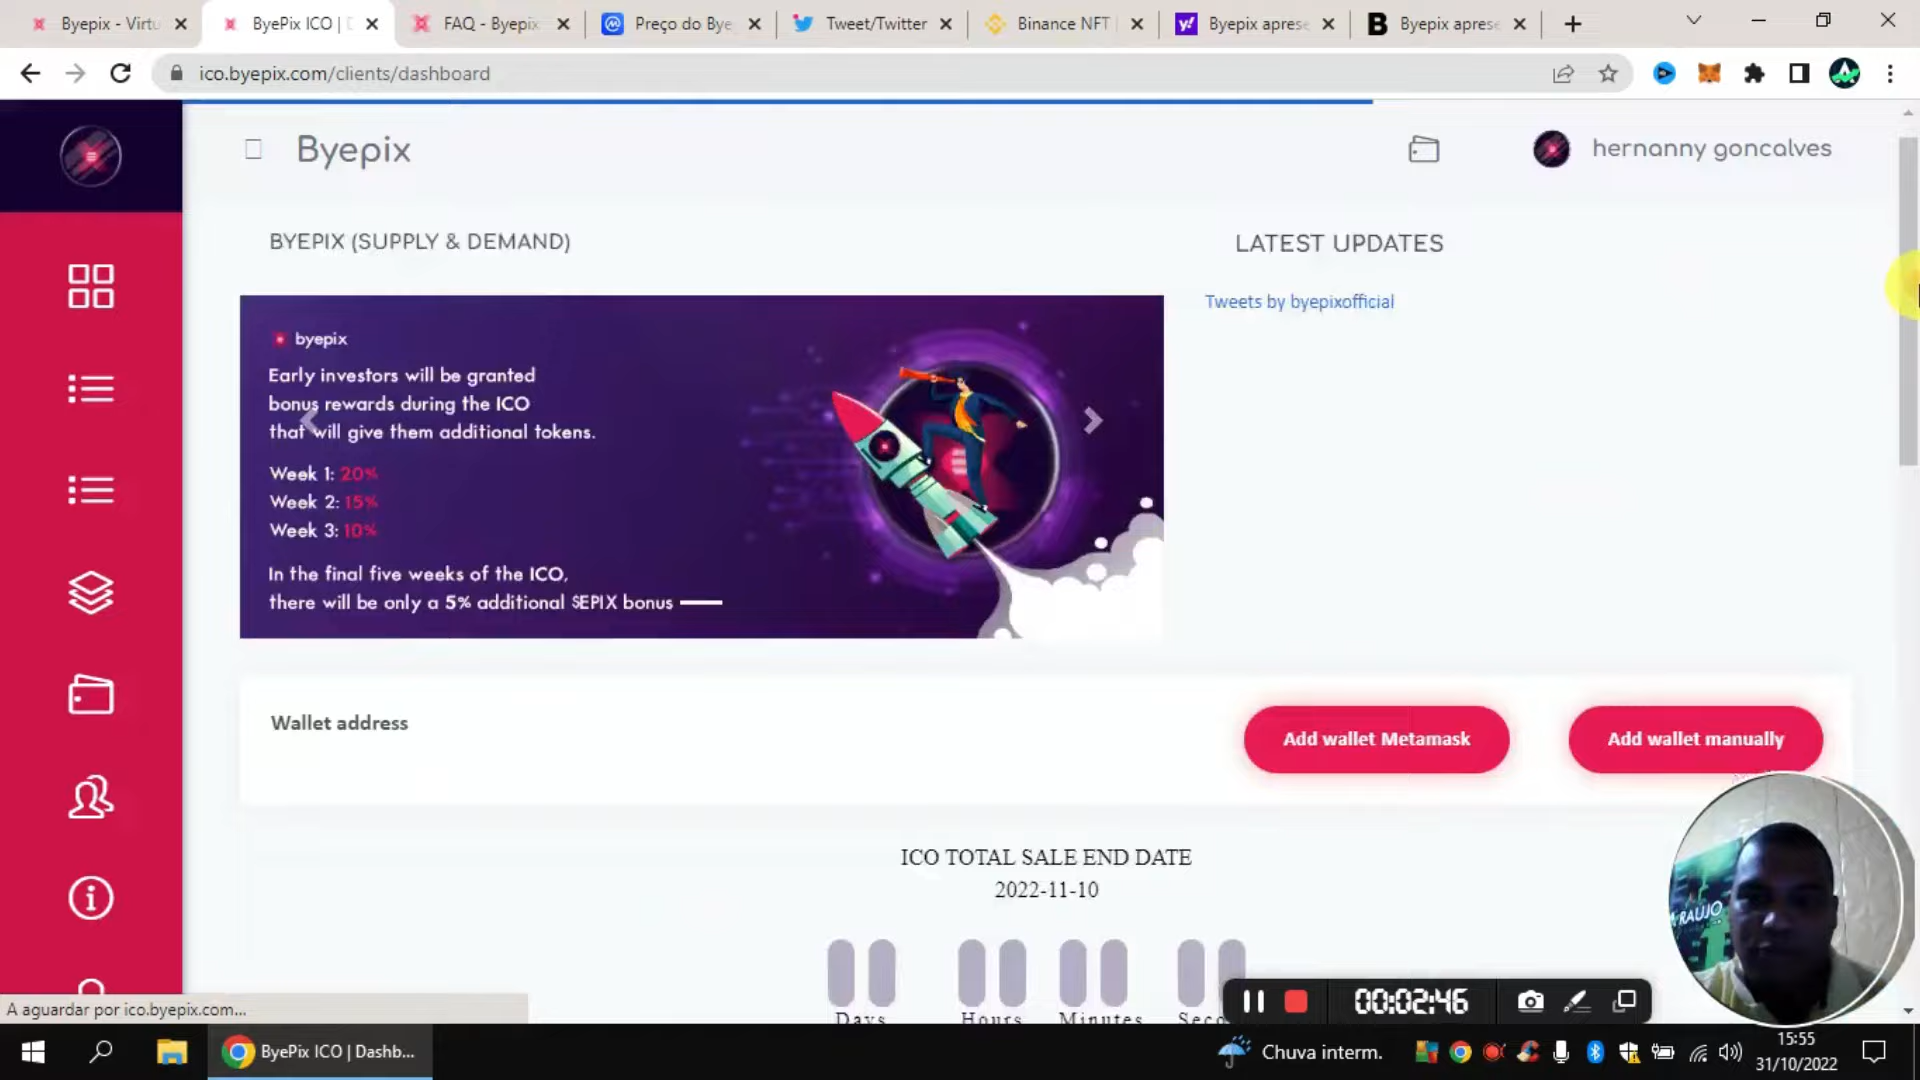 Byepix - Virtu
ByePix ICO | D
FAQ - Byepix
Preço do Bye
Tweet/Twitter
Binance NFT
Byepix aprese
Byepix aprese
ico.byepix.com/clients/dashboard
Byepix
hernanny goncalves
BYEPIX (SUPPLY & DEMAND)
LATEST UPDATES
Tweets by byepixofficial
byepix
Early investors will be granted
bonus rewards during the ICO
that will give them additional tokens.
Week 1: 20%
Week 2: 15%
Week 3: 10%
In the final five weeks of the ICO,
there will be only a 5% additional $EPIX bonus
Wallet address
Add wallet Metamask
Add wallet manually
ICO TOTAL SALE END DATE
2022-11-10
Days Hours Minutes Seco
ARAUJO
00:02:46
A aguardar por ico.byepix.com...
ByePix ICO | Dashb...
Chuva interm.
15:55
31/10/2022